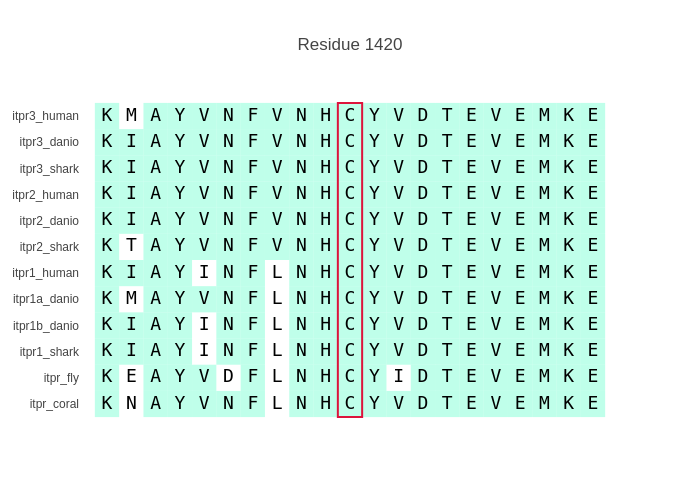 Residue 1420
itpr3_human K M A Y V N F V N H C Y V D T E V E M K E
itpr3_danio K I A Y V N F V N H C Y V D T E V E M K E
itpr3_shark K I A Y V N F V N H C Y V D T E V E M K E
itpr2_human K I A Y V N F V N H C Y V D T E V E M K E
itpr2_danio K I A Y V N F V N H C Y V D T E V E M K E
itpr2_shark K T A Y V N F V N H C Y V D T E V E M K E
itpr1_human K I A Y I N F L N H C Y V D T E V E M K E
itpr1a_danio K M A Y V N F L N H C Y V D T E V E M K E
itpr1b_danio K I A Y I N F L N H C Y V D T E V E M K E
itpr1_shark K I A Y I N F L N H C Y V D T E V E M K E
itpr_fly K E A Y V D F L N H C Y I D T E V E M K E
itpr_coral K N A Y V N F L N H C Y V D T E V E M K E